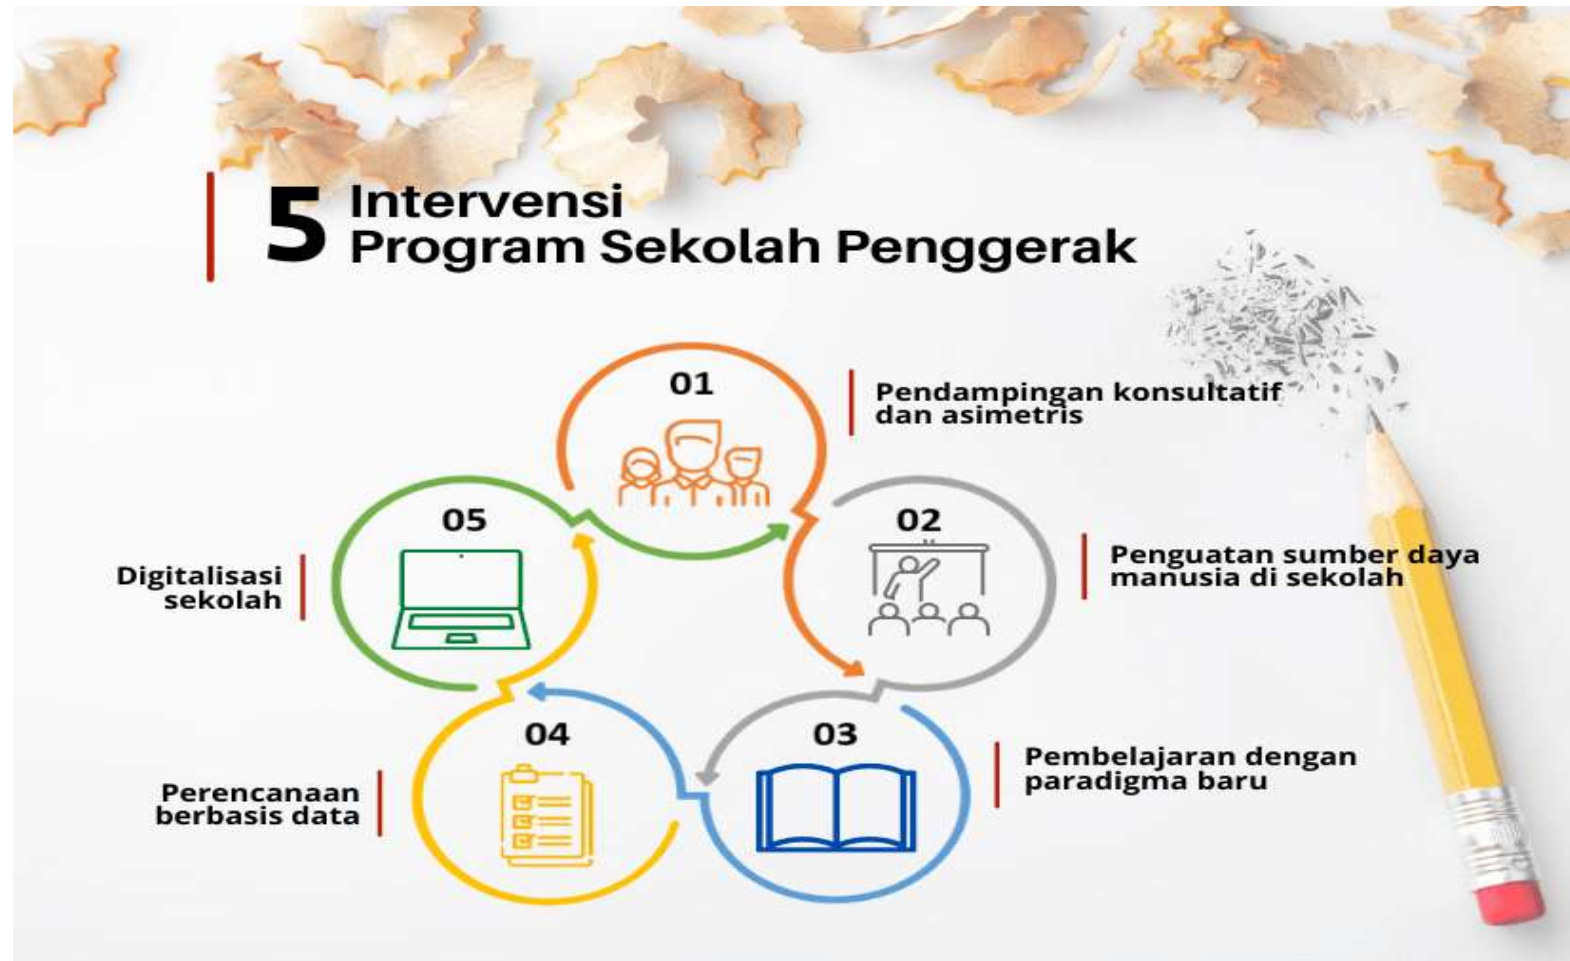 5
Intervensi
Program Sekolah Penggerak
01
Pendampingan konsultatif
dan asimetris
02
Penguatan sumber daya
manusia di sekolah
03
Pembelajaran dengan
paradigma baru
04
Perencanaan
berbasis data
05
Digitalisasi
sekolah